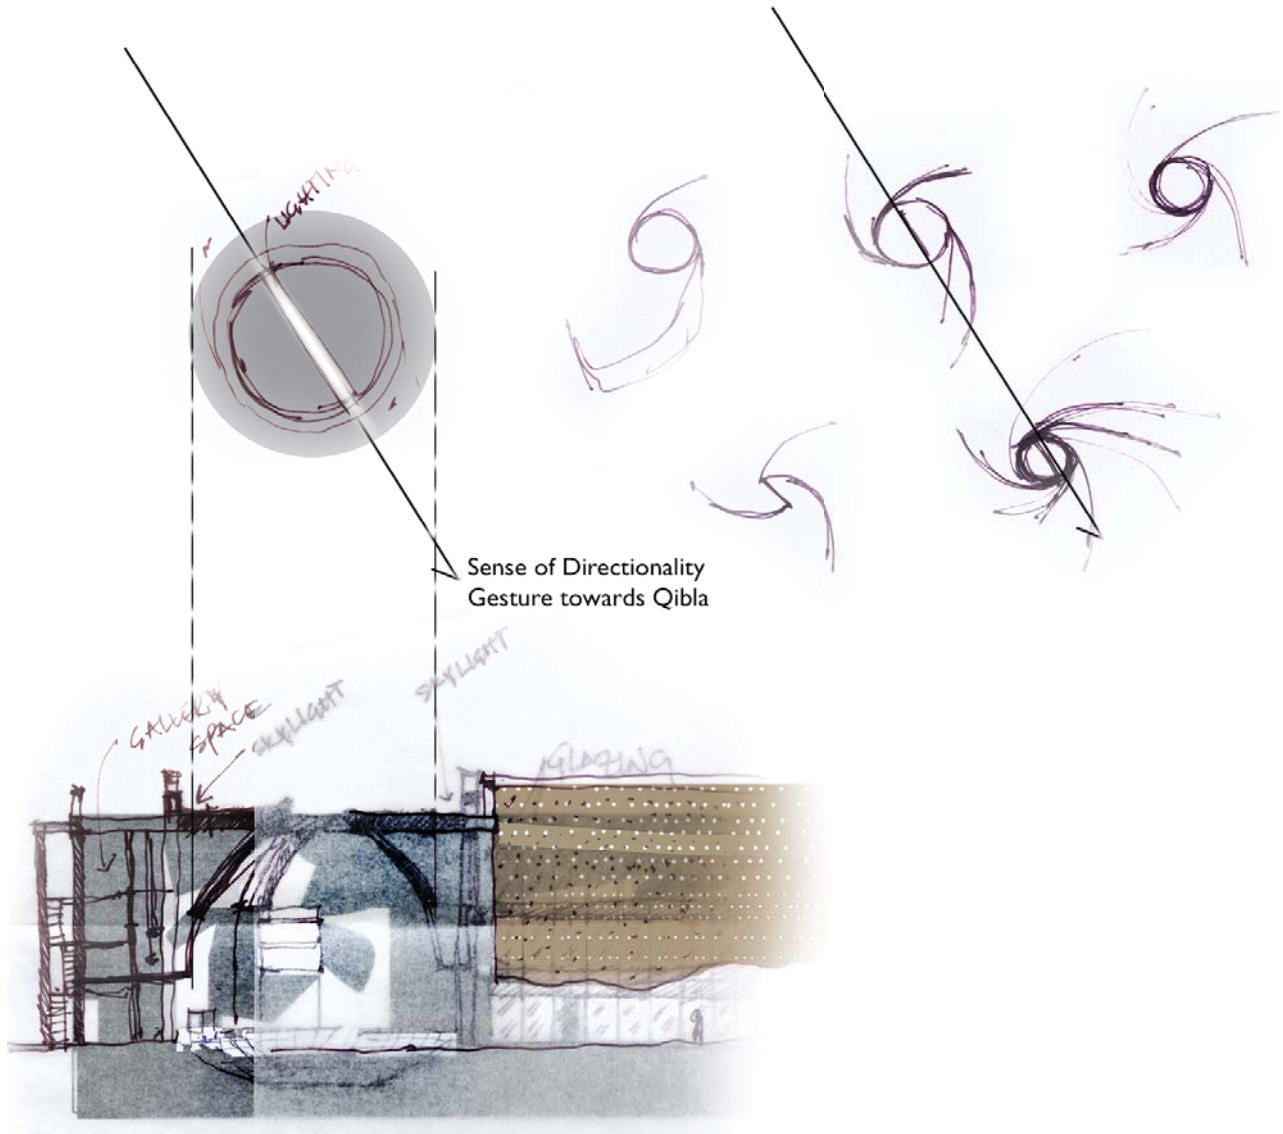 LIGHTING
Sense of Directionality
Gesture towards Qibla
SKYLIGHT
GALLERY
SPACE
SKYLIGHT
GLAZING